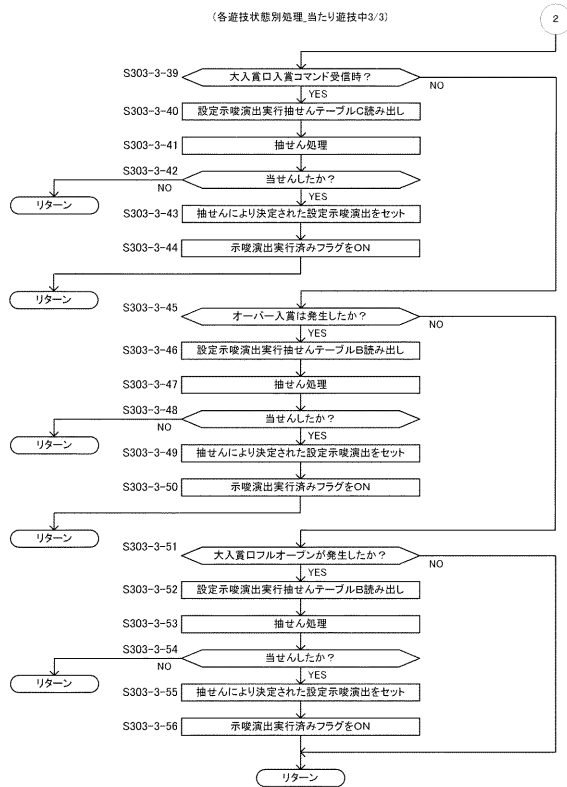 (各遊技状態別処理_当たり遊技中3/3)
2
S303-3-39
大入賞口入賞コマンド受信時？
NO
YES
S303-3-40
設定示唆演出実行抽せんテーブルC読み出し
S303-3-41
抽せん処理
S303-3-42
当せんしたか？
NO
YES
リターン
S303-3-43
抽せんにより決定された設定示唆演出をセット
S303-3-44
示唆演出実行済みフラグをON
リターン
S303-3-45
オーバー入賞は発生したか？
NO
YES
S303-3-46
設定示唆演出実行抽せんテーブルB読み出し
S303-3-47
抽せん処理
S303-3-48
当せんしたか？
NO
YES
リターン
S303-3-49
抽せんにより決定された設定示唆演出をセット
S303-3-50
示唆演出実行済みフラグをON
リターン
S303-3-51
大入賞口フルオープンが発生したか？
NO
YES
S303-3-52
設定示唆演出実行抽せんテーブルB読み出し
S303-3-53
抽せん処理
S303-3-54
当せんしたか？
NO
YES
リターン
S303-3-55
抽せんにより決定された設定示唆演出をセット
S303-3-56
示唆演出実行済みフラグをON
リターン